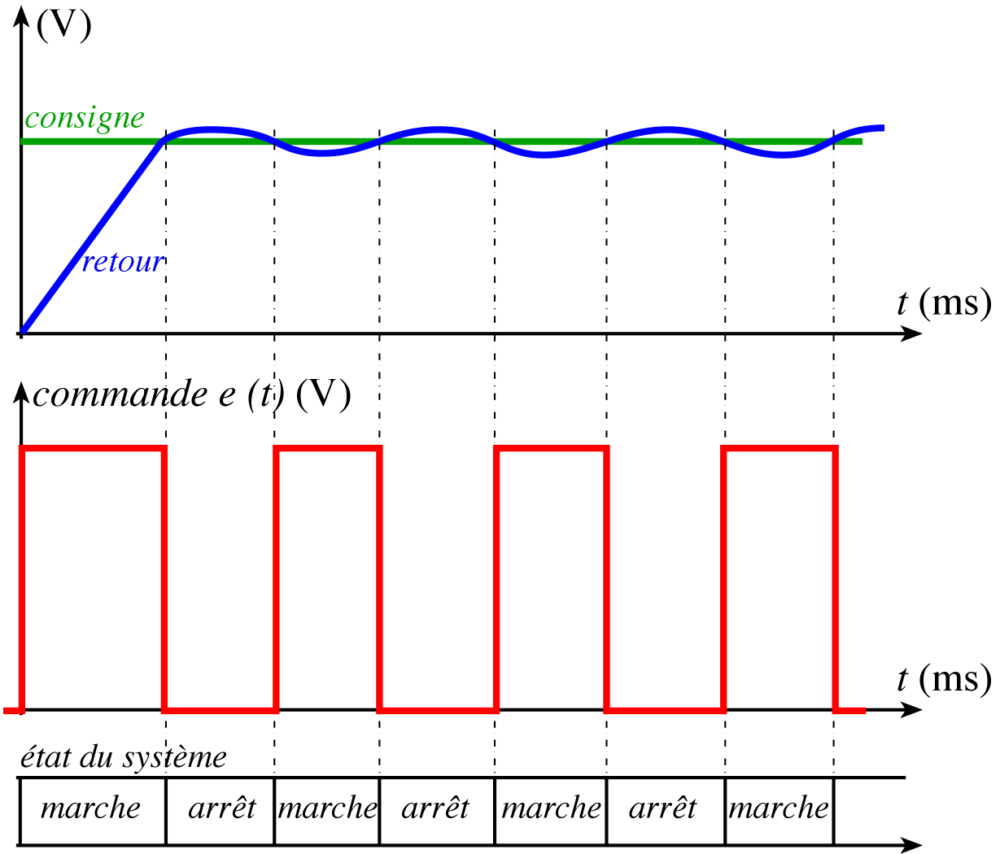 (V)
consigne
retour
t (ms)
commande e (t) (V)
t (ms)
état du système
marche arrêt marche arrêt marche arrêt marche